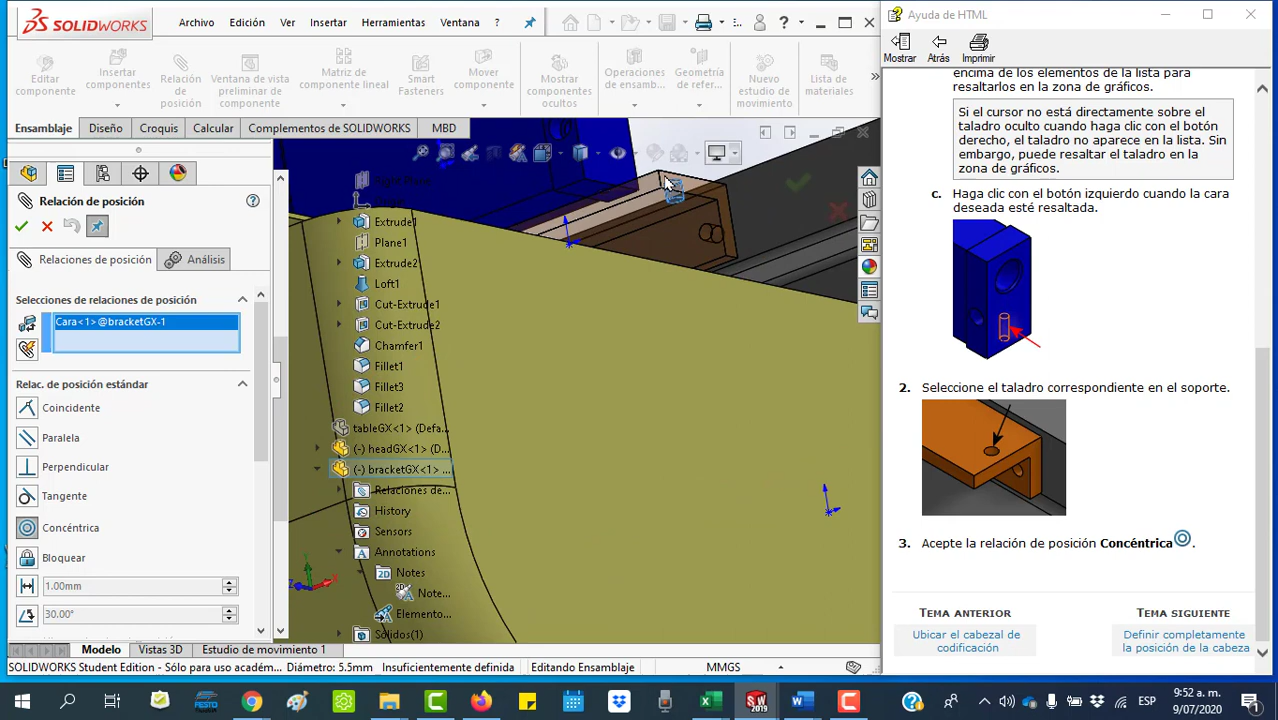 SOLIDWORKS
Archivo
Edición
Ver
Insertar
Herramientas
Ventana
?
Editar
componente
Insertar
componentes
Relación
de
posición
Ventana de vista
preliminar de
componente
Matriz de
componente lineal
Smart
Fasteners
Mover
componente
Mostrar
componentes
ocultos
Operaciones
de ensamb...
Geometría
de refer...
Nuevo
estudio de
movimiento
Lista de
materiales
Ensamblaje
Diseño
Croquis
Calcular
Complementos de SOLIDWORKS
MBD
Relación de posición
Relaciones de posición
Análisis
Selecciones de relaciones de posición
Cara<1>@bracketGX-1
Relac. de posición estándar
Coincidente
Paralela
Perpendicular
Tangente
Concéntrica
Bloquear
1.00mm
30.00°
Extrude1
Plane1
Extrude2
Loft1
Cut-Extrude1
Cut-Extrude2
Chamfer1
Fillet1
Fillet3
Fillet2
tableGX<1> (Defa...
(-) headGX<1> (D...
(-) bracketGX<1> ...
Relaciones de...
History
Sensors
Annotations
Notes
Note...
Elemento...
Sólidos(1)
Modelo
Vistas 3D
Estudio de movimiento 1
SOLIDWORKS Student Edition - Sólo para uso acadé...
Diámetro: 5.5mm
Insuficientemente definida
Editando Ensamblaje
MMGS
Ayuda de HTML
Mostrar
Atrás
Imprimir
encima de los elementos de la lista para
resaltarlos en la zona de gráficos.
Si el cursor no está directamente sobre el
taladro oculto cuando haga clic con el botón
derecho, el taladro no aparece en la lista. Sin
embargo, puede resaltar el taladro en la
zona de gráficos.
c. Haga clic con el botón izquierdo cuando la cara
deseada esté resaltada.
2. Seleccione el taladro correspondiente en el soporte.
3. Acepte la relación de posición Concéntrica.
TEMA ANTERIOR
Ubicar el cabezal de
codificación
TEMA SIGUIENTE
Definir completamente
la posición de la cabeza
FESTO
SW
2019
ESP
9:52 a. m.
9/07/2020